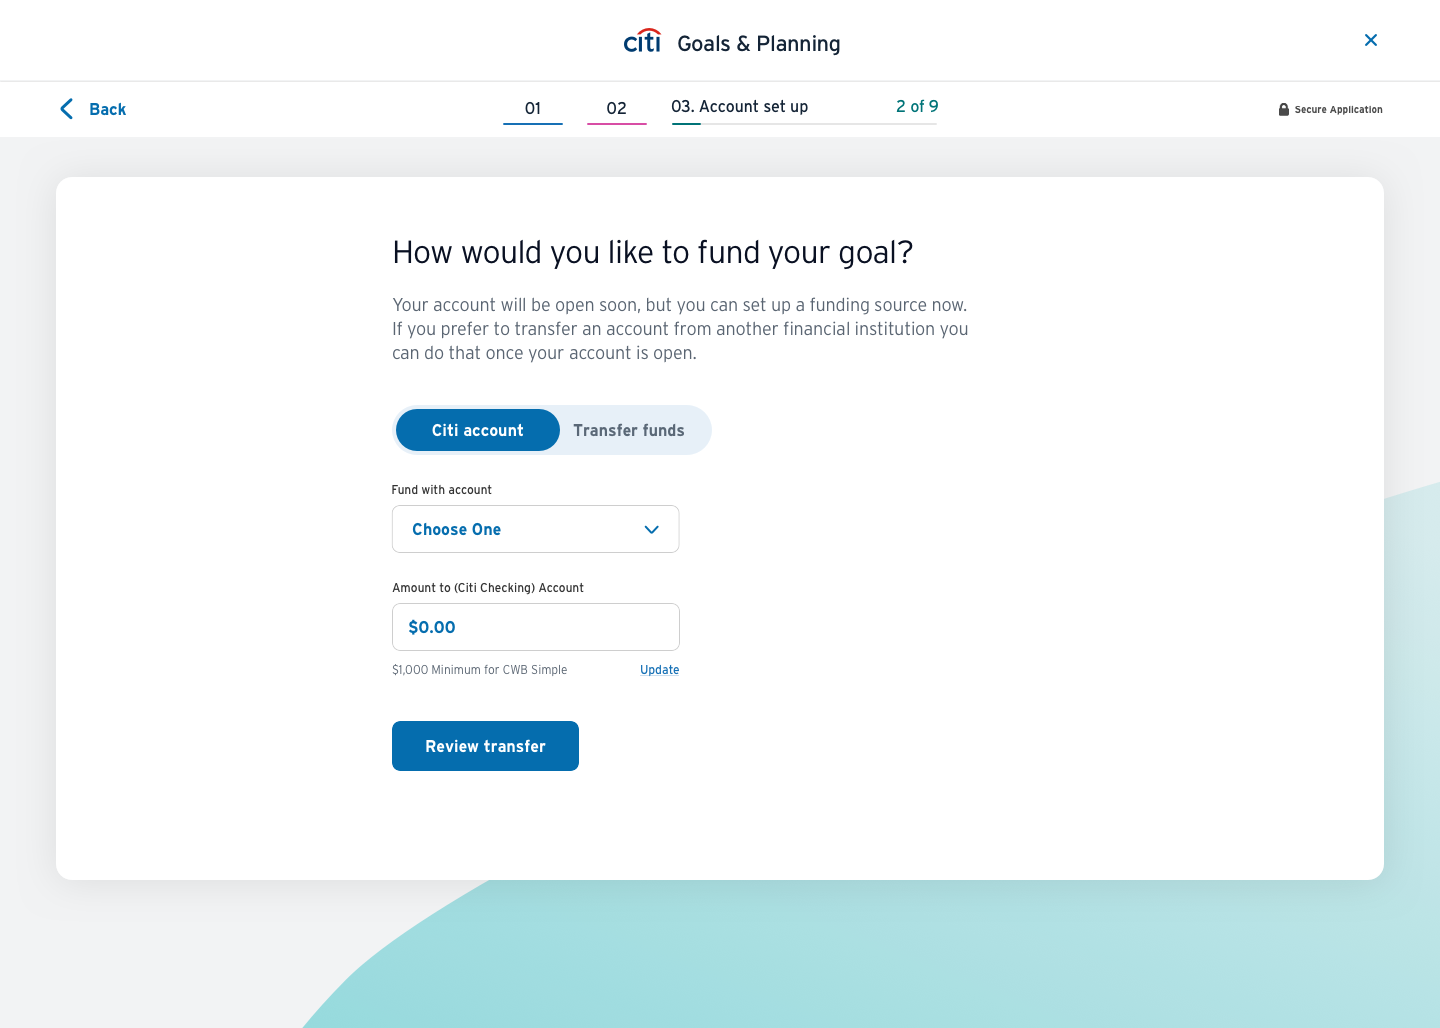 citi Goals & Planning
Back
01
02
03. Account set up
2 of 9
Secure Application
How would you like to fund your goal?
Your account will be open soon, but you can set up a funding source now.
If you prefer to transfer an account from another financial institution you
can do that once your account is open.
Citi account
Transfer funds
Fund with account
Choose One
Amount to (Citi Checking) Account
$0.00
$1,000 Minimum for CWB Simple
Update
Review transfer